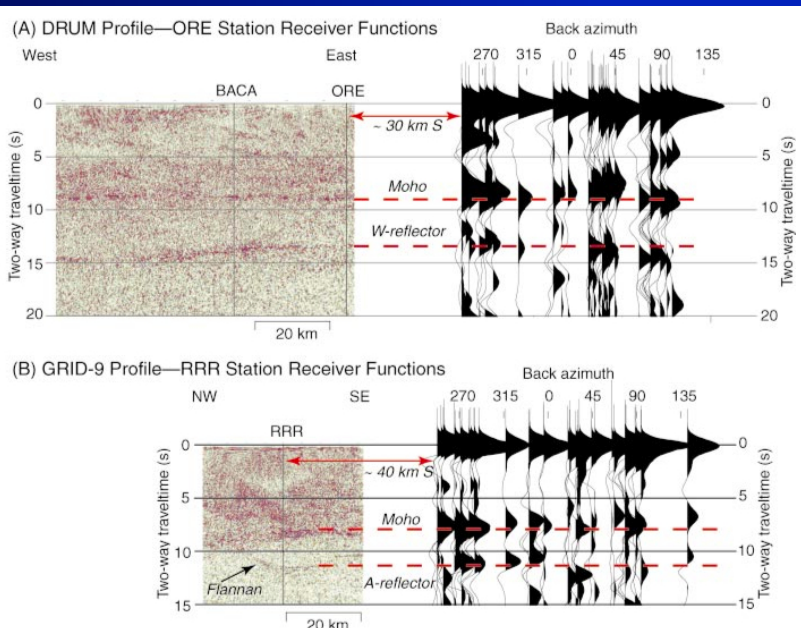 (A) DRUM Profile—ORE Station Receiver Functions
Back azimuth
West East
270 315 0 45 90 135
BACA ORE
0 0
~ 30 km S
5 5
Moho
10 10
W-reflector
15 15
20 20
Two-way traveltime (s)
Two-way traveltime (s)
20 km
(B) GRID-9 Profile—RRR Station Receiver Functions
Back azimuth
NW SE
270 315 0 45 90 135
RRR
0 0
~ 40 km S
5 5
Moho
10 10
Flannan
A-reflector
15 15
Two-way traveltime (s)
Two-way traveltime (s)
20 km